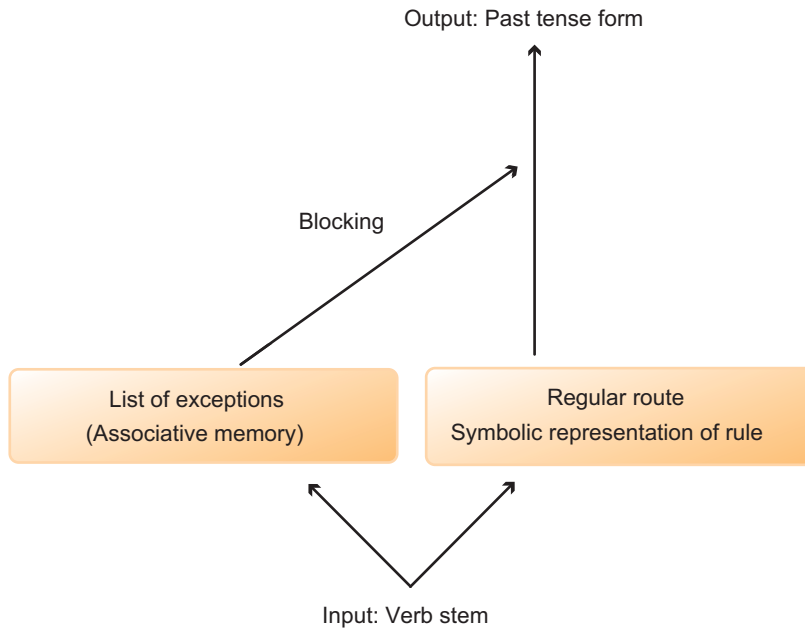 Output: Past tense form
Blocking
List of exceptions
(Associative memory)
Regular route
Symbolic representation of rule
Input: Verb stem